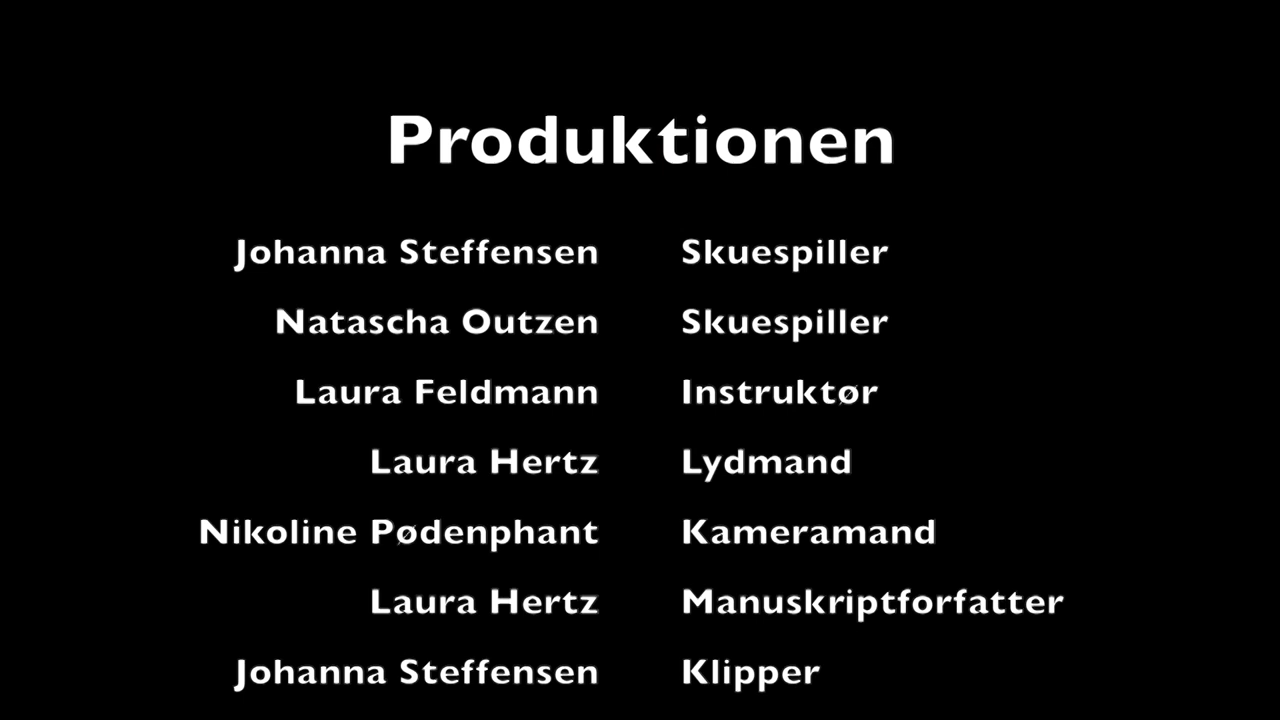 Produktionen
Johanna Steffensen Skuespiller
Natascha Outzen Skuespiller
Laura Feldmann Instruktør
Laura Hertz Lydmand
Nikoline Pødenphant Kameramand
Laura Hertz Manuskriptforfatter
Johanna Steffensen Klipper